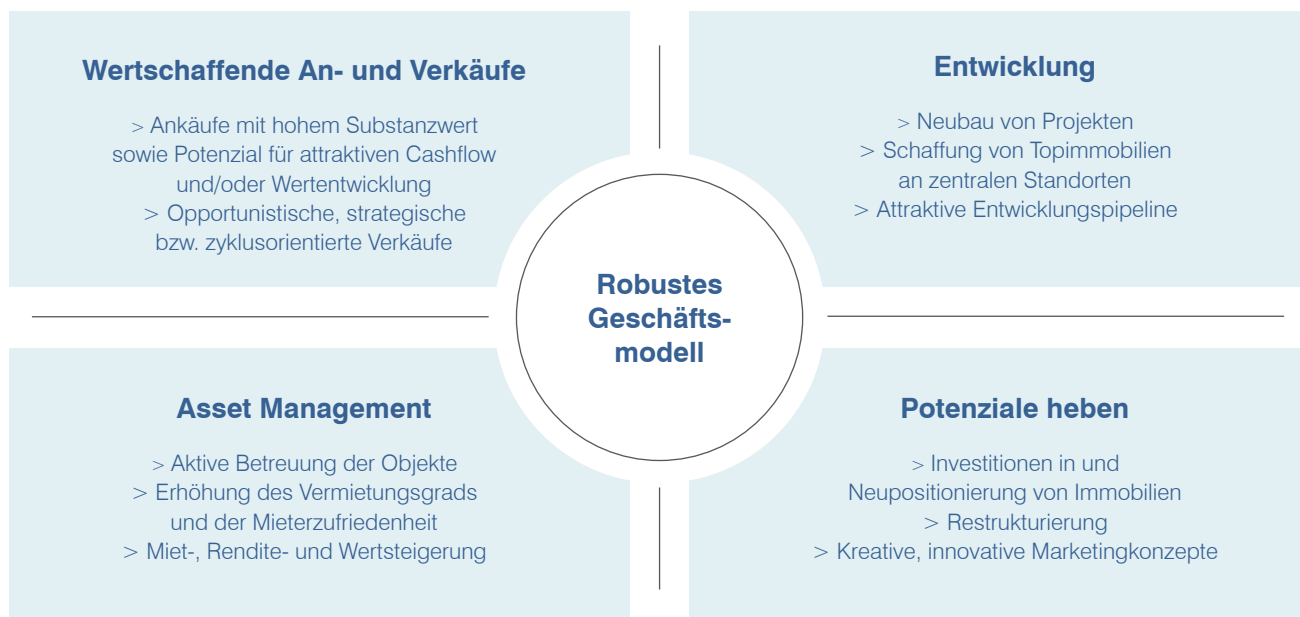 Wertschaffende An- und Verkäufe
> Ankäufe mit hohem Substanzwert
sowie Potenzial für attraktiven Cashflow
und/oder Wertentwicklung
> Opportunistische, strategische
bzw. zyklusorientierte Verkäufe
Entwicklung
> Neubau von Projekten
> Schaffung von Topimmobilien
an zentralen Standorten
> Attraktive Entwicklungspipeline
Robustes
Geschäfts-
modell
Asset Management
> Aktive Betreuung der Objekte
> Erhöhung des Vermietungsgrads
und der Mieterzufriedenheit
> Miet-, Rendite- und Wertsteigerung
Potenziale heben
> Investitionen in und
Neupositionierung von Immobilien
> Restrukturierung
> Kreative, innovative Marketingkonzepte